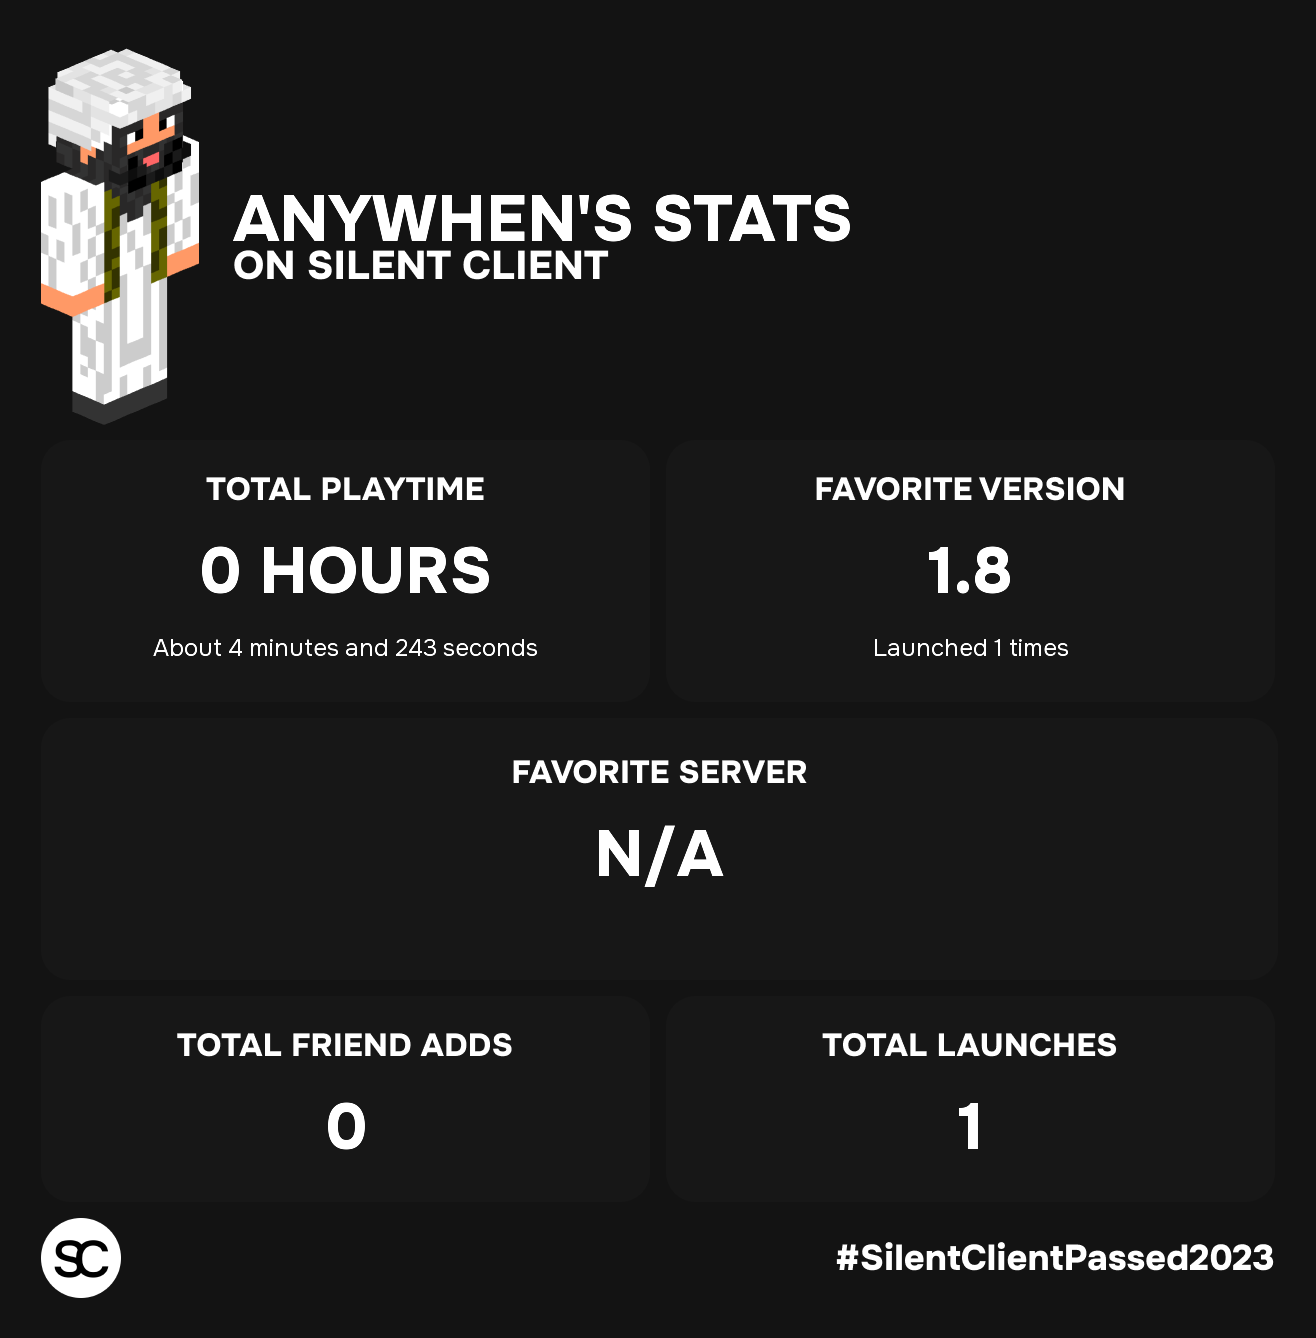 ANYWHEN'S STATS
ON SILENT CLIENT
TOTAL PLAYTIME
0 HOURS
About 4 minutes and 243 seconds
FAVORITE VERSION
1.8
Launched 1 times
FAVORITE SERVER
N/A
TOTAL FRIEND ADDS
0
TOTAL LAUNCHES
1
SC
#SilentClientPassed2023